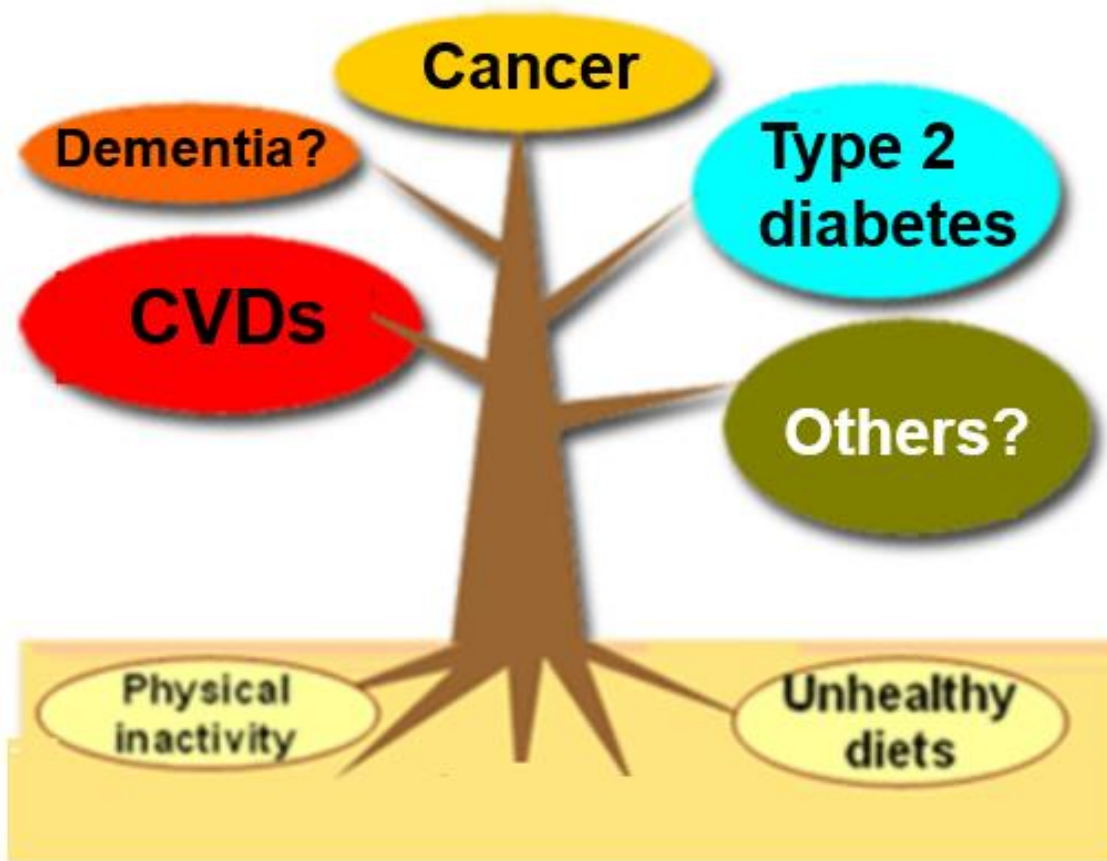 Cancer
Dementia?
Type 2
diabetes
CVDs
Others?
Physical
inactivity
Unhealthy
diets